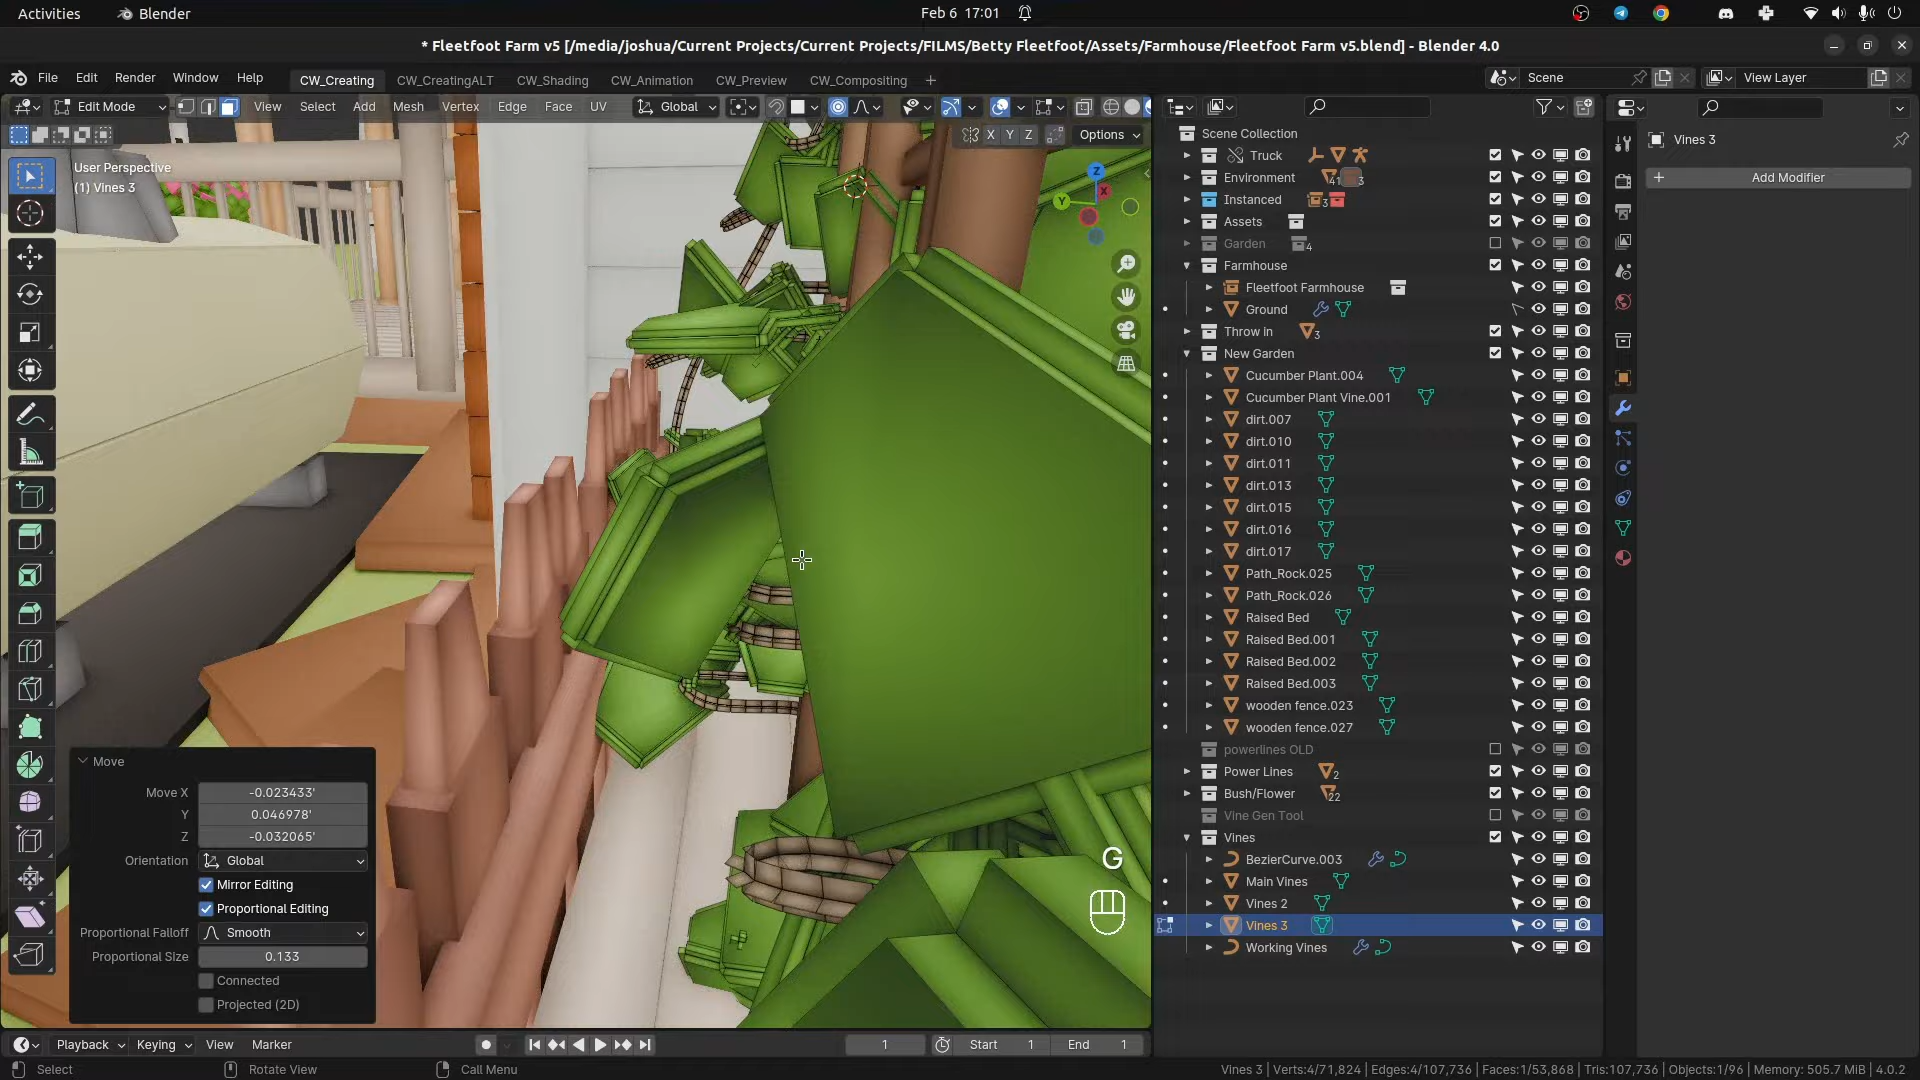 Activities
Blender
Feb 6 17:01
* Fleetfoot Farm v5 [/media/joshua/Current Projects/Current Projects/FILMS/Betty Fleetfoot/Assets/Farmhouse/Fleetfoot Farm v5.blend] - Blender 4.0
File Edit Render Window Help
CW_Creating CW_CreatingALT CW_Shading CW_Animation CW_Preview CW_Compositing
Scene
View Layer
Edit Mode
View Select Add Mesh Vertex Edge Face UV
Global
X Y Z
Options
User Perspective
(1) Vines 3
Z
X
Y
Move
Move X -0.023433'
Y 0.046978'
Z -0.032065'
Orientation Global
Mirror Editing
Proportional Editing
Proportional Falloff Smooth
Proportional Size 0.133
Connected
Projected (2D)
G
Scene Collection
Truck
Environment 41 3
Instanced 3
Assets
Garden 4
Farmhouse
Fleetfoot Farmhouse
Ground
Throw in 3
New Garden
Cucumber Plant.004
Cucumber Plant Vine.001
dirt.007
dirt.010
dirt.011
dirt.013
dirt.015
dirt.016
dirt.017
Path_Rock.025
Path_Rock.026
Raised Bed
Raised Bed.001
Raised Bed.002
Raised Bed.003
wooden fence.023
wooden fence.027
powerlines OLD
Power Lines 2
Bush/Flower 22
Vine Gen Tool
Vines
BezierCurve.003
Main Vines
Vines 2
Vines 3
Working Vines
Vines 3
Add Modifier
Playback Keying View Marker
1
Start 1
End 1
Select
Rotate View
Call Menu
Vines 3 | Verts:4/71,824 | Edges:4/107,736 | Faces:1/53,868 | Tris:107,736 | Objects:1/96 | Memory: 505.7 MiB | 4.0.2